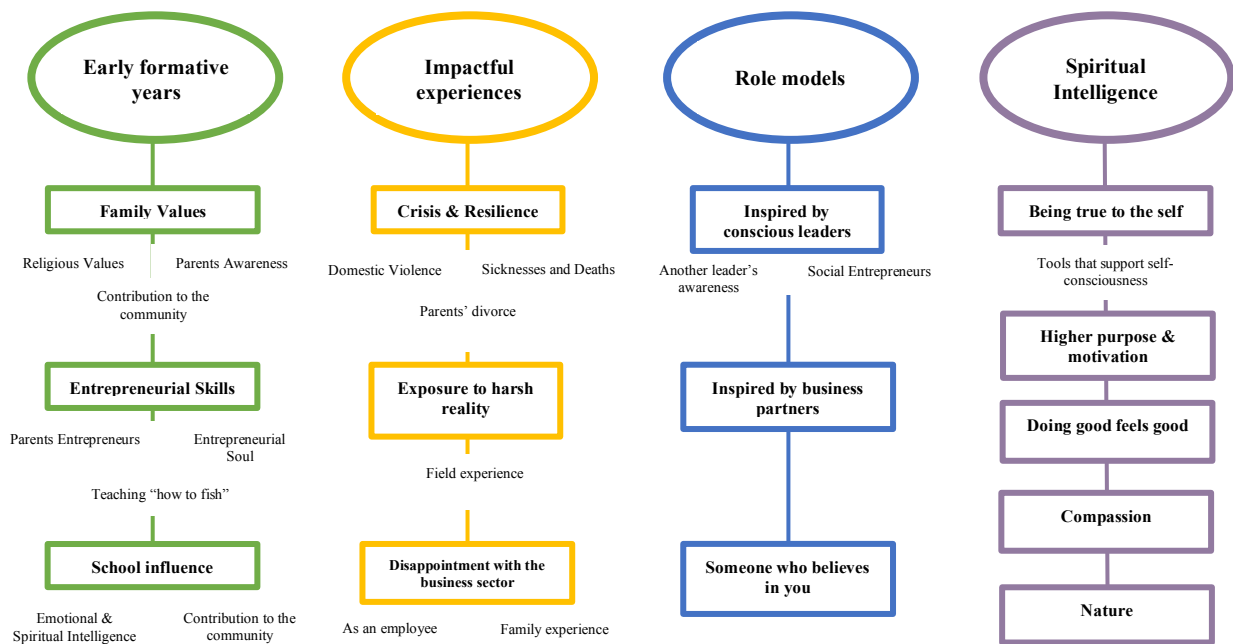 Early formative
years
Family Values
Religious Values
Parents Awareness
Contribution to the
community
Entrepreneurial Skills
Parents Entrepreneurs
Entrepreneurial
Soul
Teaching “how to fish”
School influence
Emotional &
Spiritual Intelligence
Contribution to the
community
Impactful
experiences
Crisis & Resilience
Domestic Violence
Sicknesses and Deaths
Parents’ divorce
Exposure to harsh
reality
Field experience
Disappointment with the
business sector
As an employee
Family experience
Role models
Inspired by
conscious leaders
Another leader’s
awareness
Social Entrepreneurs
Inspired by business
partners
Someone who believes
in you
Spiritual
Intelligence
Being true to the self
Tools that support self-
consciousness
Higher purpose &
motivation
Doing good feels good
Compassion
Nature